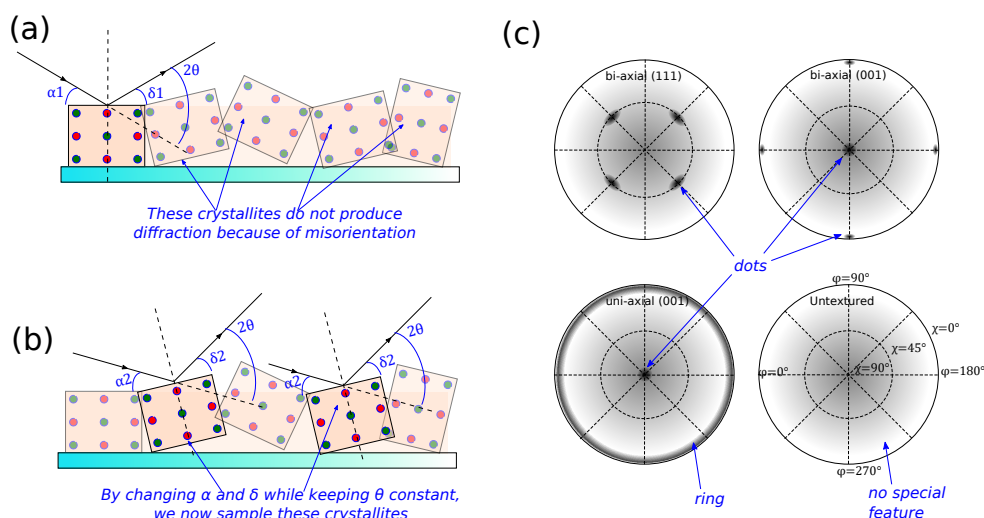 (a)
α1
δ1
2θ
These crystallites do not produce
diffraction because of misorientation
(b)
α2
δ2
2θ
α2
δ2
2θ
By changing α and δ while keeping θ constant,
we now sample these crystallites
(c)
bi-axial (111)
bi-axial (001)
dots
uni-axial (001)
ring
φ=90°
Untextured
χ=0°
χ=45°
χ=90°
φ=0°
φ=180°
φ=270°
no special
feature